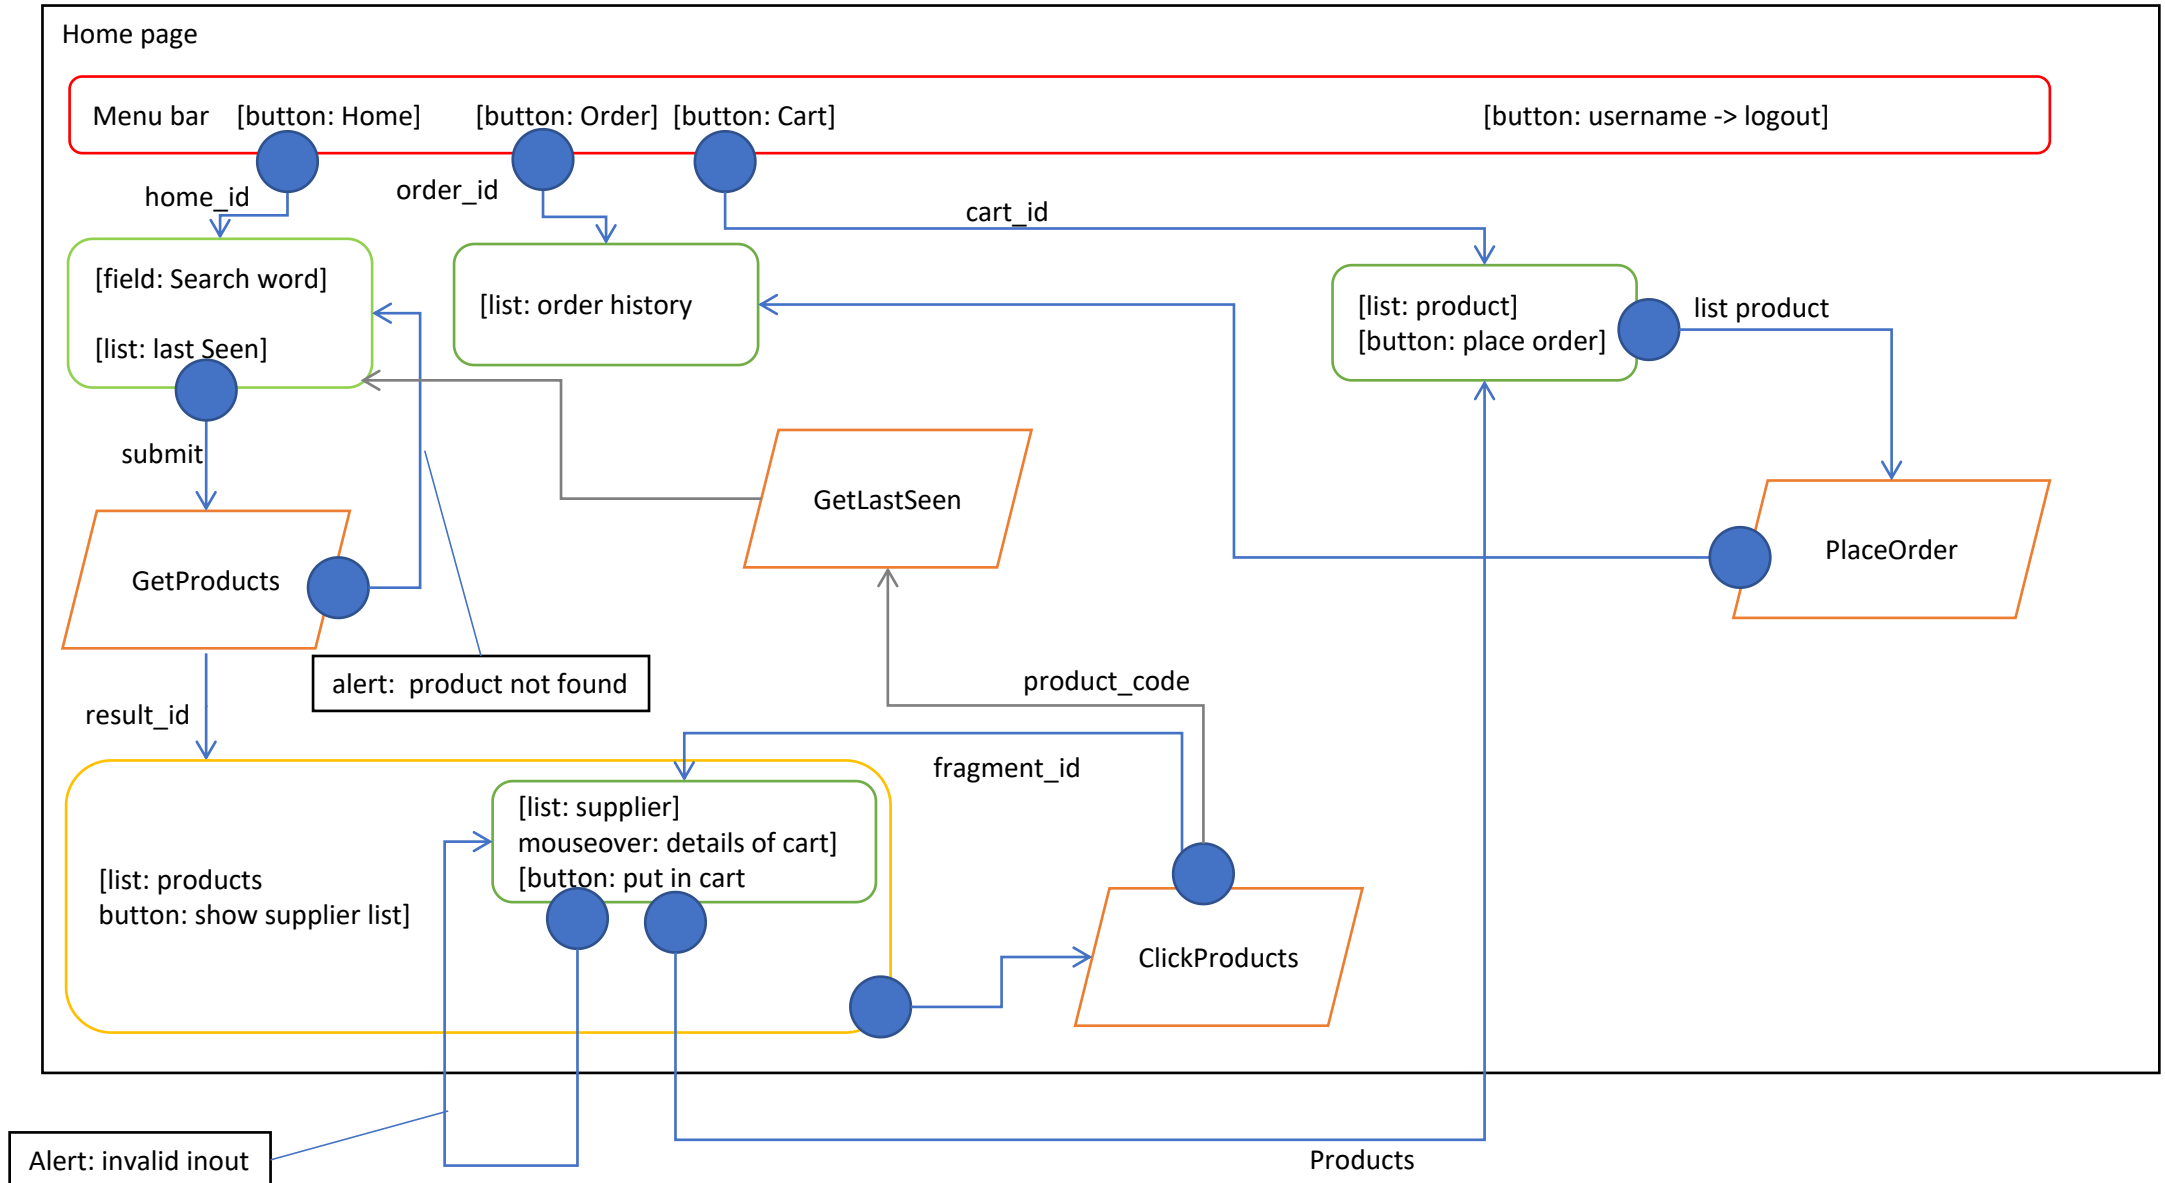 Home page
Menu bar [button: Home] [button: Order] [button: Cart] [button: username -> logout]
home_id
order_id
cart_id
[field: Search word]
[list: last Seen]
[list: order history
[list: product]
[button: place order]
list product
submit
GetProducts
GetLastSeen
PlaceOrder
alert:  product not found
result_id
product_code
fragment_id
[list: supplier]
mouseover: details of cart]
[button: put in cart
[list: products
button: show supplier list]
ClickProducts
Alert: invalid inout
Products